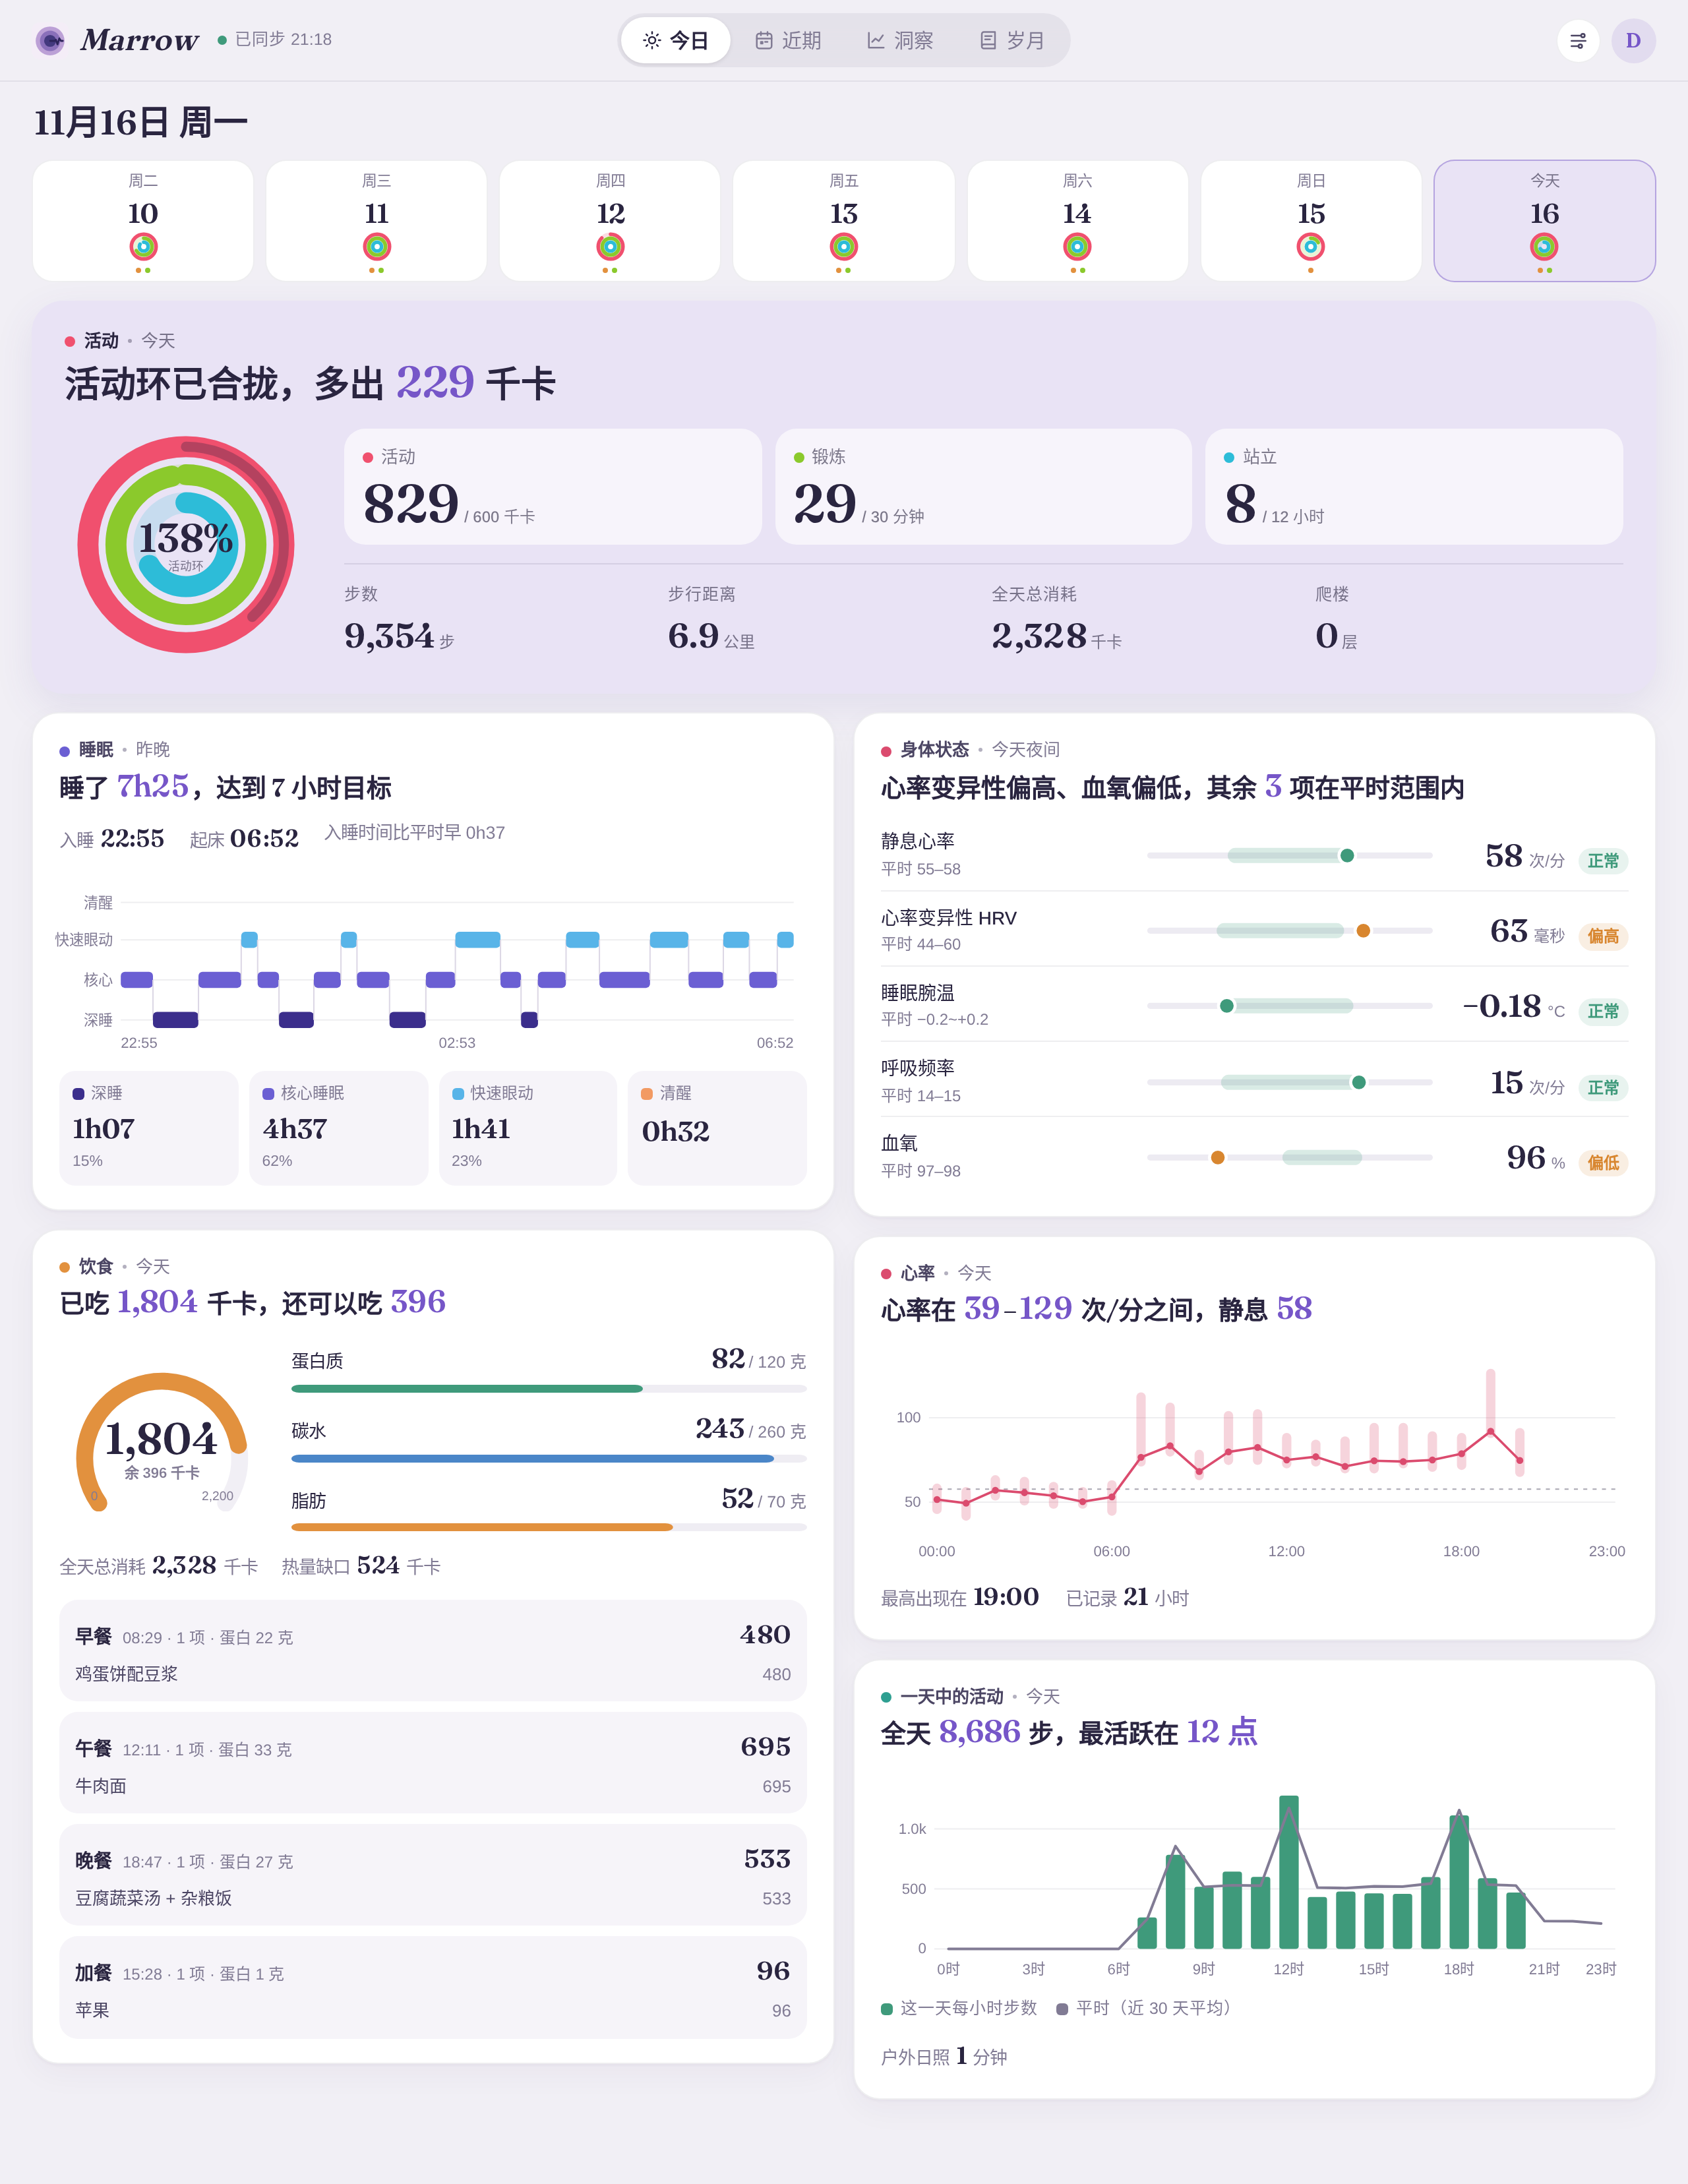 Marrow
已同步 21:18
今日
近期
洞察
岁月
D
11月16日 周一
周二
10
周三
11
周四
12
周五
13
周六
14
周日
15
今天
16
活动 • 今天
活动环已合拢，多出 229 千卡
138%
活动环
活动
829 / 600 千卡
锻炼
29 / 30 分钟
站立
8 / 12 小时
步数
9,354 步
步行距离
6.9 公里
全天总消耗
2,328 千卡
爬楼
0 层
睡眠 • 昨晚
睡了 7h25，达到 7 小时目标
入睡 22:55 起床 06:52 入睡时间比平时早 0h37
清醒
快速眼动
核心
深睡
22:55 02:53 06:52
深睡
1h07
15%
核心睡眠
4h37
62%
快速眼动
1h41
23%
清醒
0h32
身体状态 • 今天夜间
心率变异性偏高、血氧偏低，其余 3 项在平时范围内
静息心率
平时 55–58
58 次/分 正常
心率变异性 HRV
平时 44–60
63 毫秒 偏高
睡眠腕温
平时 −0.2~+0.2
−0.18 °C 正常
呼吸频率
平时 14–15
15 次/分 正常
血氧
平时 97–98
96 % 偏低
饮食 • 今天
已吃 1,804 千卡，还可以吃 396
1,804
余 396 千卡
0 2,200
蛋白质 82 / 120 克
碳水 243 / 260 克
脂肪 52 / 70 克
全天总消耗 2,328 千卡 热量缺口 524 千卡
早餐 08:29 · 1 项 · 蛋白 22 克 480
鸡蛋饼配豆浆 480
午餐 12:11 · 1 项 · 蛋白 33 克 695
牛肉面 695
晚餐 18:47 · 1 项 · 蛋白 27 克 533
豆腐蔬菜汤 + 杂粮饭 533
加餐 15:28 · 1 项 · 蛋白 1 克 96
苹果 96
心率 • 今天
心率在 39–129 次/分之间，静息 58
100
50
00:00 06:00 12:00 18:00 23:00
最高出现在 19:00 已记录 21 小时
一天中的活动 • 今天
全天 8,686 步，最活跃在 12 点
1.0k
500
0
0时 3时 6时 9时 12时 15时 18时 21时 23时
这一天每小时步数 平时（近 30 天平均）
户外日照 1 分钟